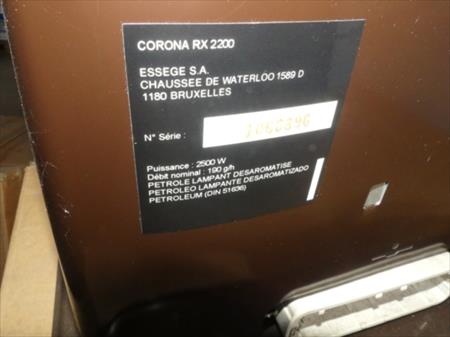 CORONA RX 2200
ESSEGE S.A.
CHAUSSEE DE WATERLOO 1589 D
1180 BRUXELLES
N° Série :
Puissance : 2500 W
Débit nominal : 190 g/h
PETROLE LAMPANT DESAROMATISE
PETROLEO LAMPANTE DESAROMATIZADO
PETROLEUM (DIN 51636)